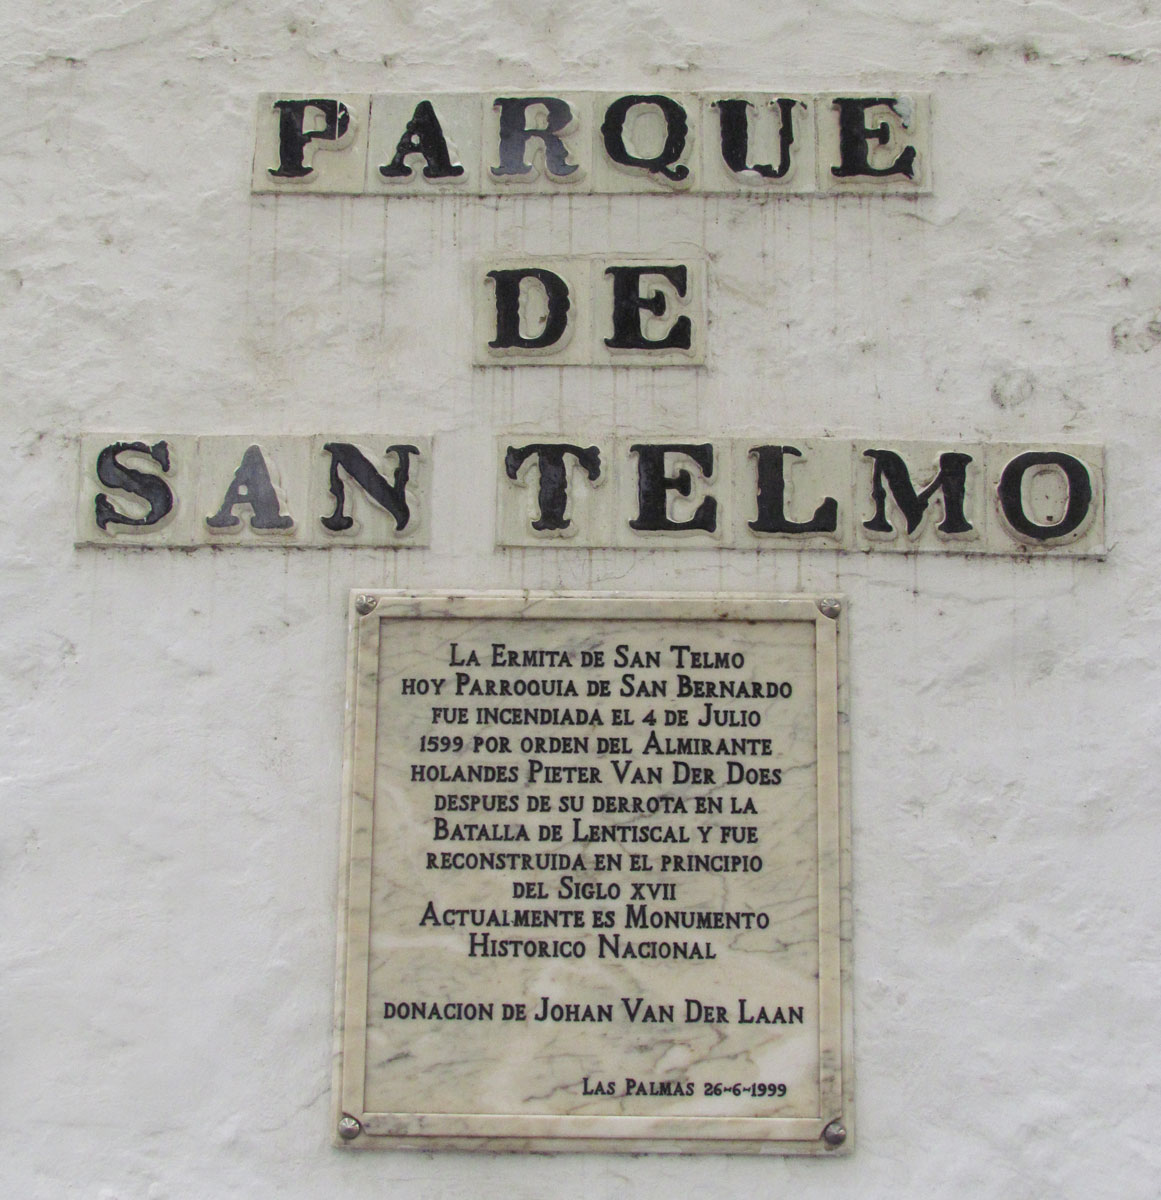 PARQUE
DE
SAN TELMO
LA ERMITA DE SAN TELMO
HOY PARROQUIA DE SAN BERNARDO
FUE INCENDIADA EL 4 DE JULIO
1599 POR ORDEN DEL ALMIRANTE
HOLANDES PIETER VAN DER DOES
DESPUES DE SU DERROTA EN LA
BATALLA DE LENTISCAL Y FUE
RECONSTRUIDA EN EL PRINCIPIO
DEL SIGLO XVII
ACTUALMENTE ES MONUMENTO
HISTORICO NACIONAL
DONACION DE JOHAN VAN DER LAAN
LAS PALMAS 26-6-1999